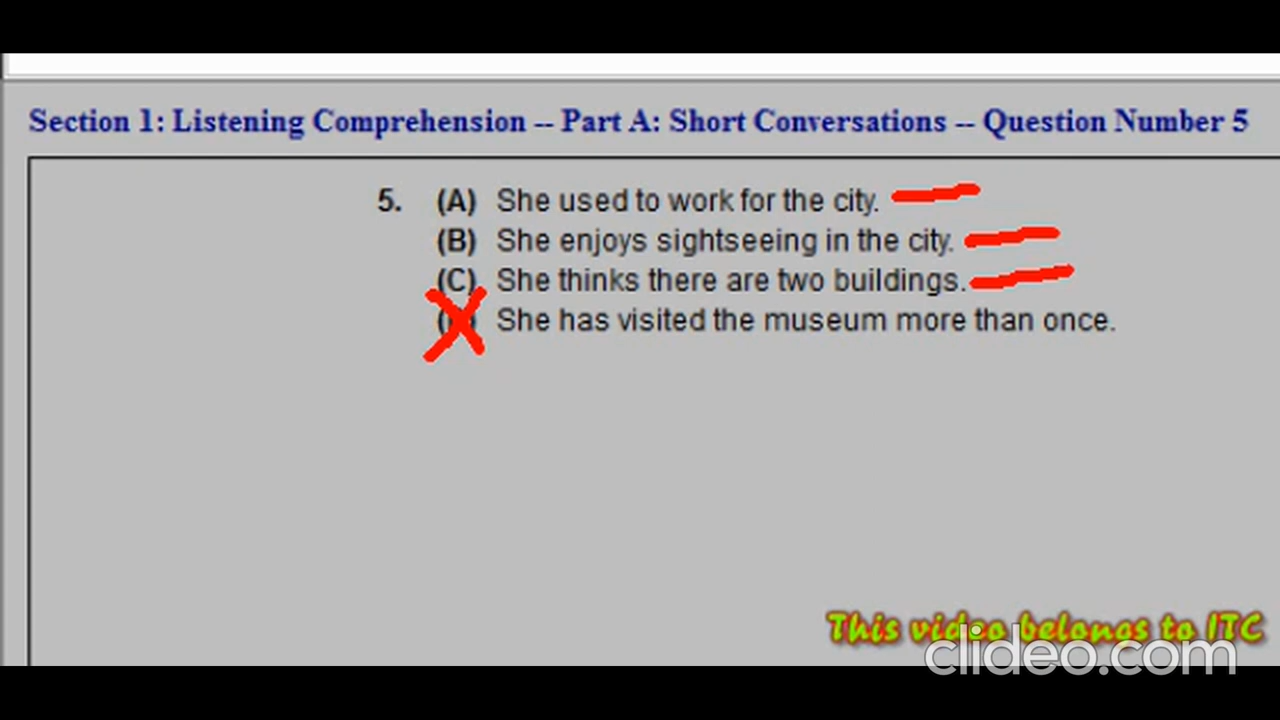 Section 1: Listening Comprehension -- Part A: Short Conversations -- Question Number 5
5. (A) She used to work for the city.
(B) She enjoys sightseeing in the city.
(C) She thinks there are two buildings.
She has visited the museum more than once.
This video belongs to ITC
clideo.com